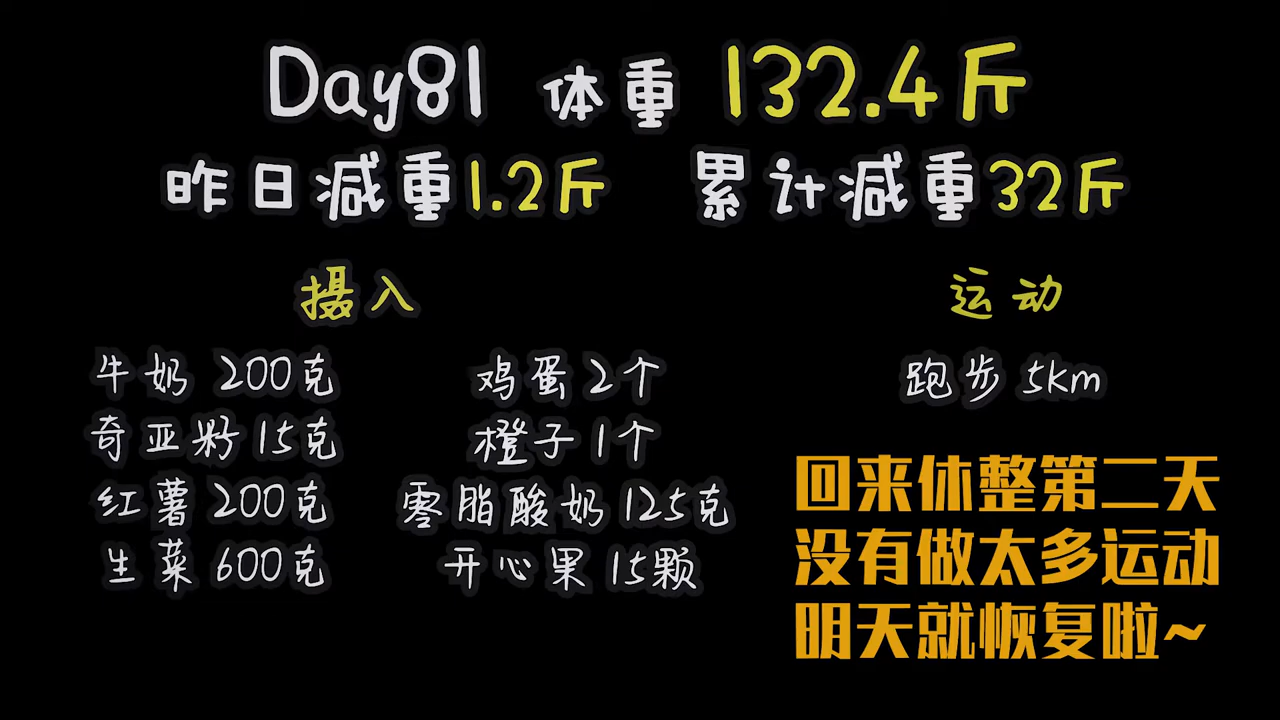 Day81 体重 132.4斤
昨日减重1.2斤 累计减重32斤
摄入
牛奶 200克
奇亚籽 15克
红薯 200克
生菜 600克
鸡蛋 2个
橙子 1个
零脂酸奶 125克
开心果 15颗
运动
跑步 5km
回来休整第二天
没有做太多运动
明天就恢复啦~